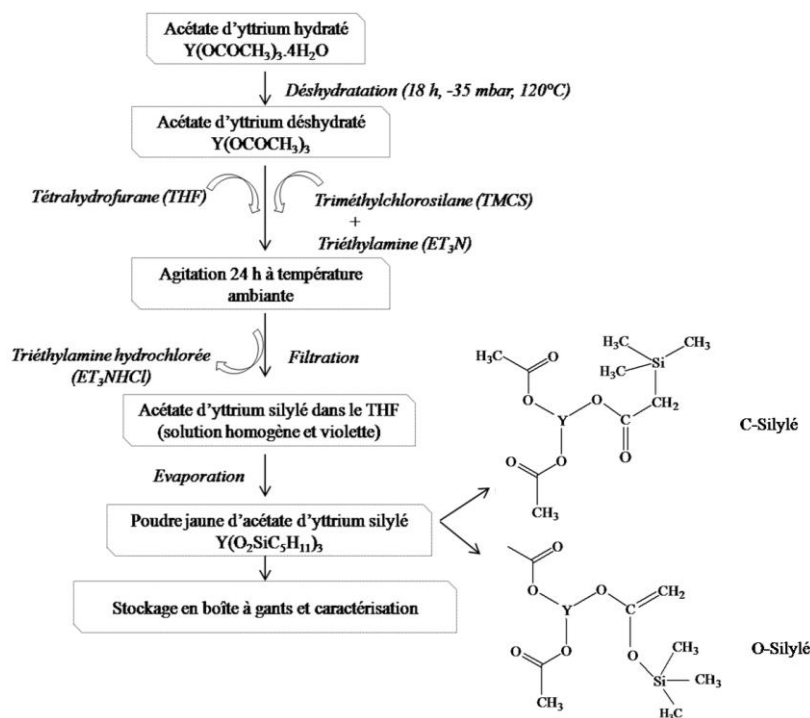 Acétate d'yttrium hydraté
Y(OCOCH₃)₃.4H₂O
Déshydratation (18 h, -35 mbar, 120°C)
Acétate d'yttrium déshydraté
Y(OCOCH₃)₃
Tétrahydrofurane (THF)
Triméthylchlorosilane (TMCS)
+
Triéthylamine (ET₃N)
Agitation 24 h à température
ambiante
Triéthylamine hydrochlorée
(ET₃NHCl)
Filtration
Acétate d'yttrium silylé dans le THF
(solution homogène et violette)
Evaporation
Poudre jaune d'acétate d'yttrium silylé
Y(O₂SiC₅H₁₁)₃
Stockage en boîte à gants et caractérisation
H₃C
CH₃
Si
CH₃
H₃C
O
H₃C
O
O
CH₂
Y
C
O
O
O
CH₃
C-Silylé
O
O
O
CH₂
Y
C
O
O
O
CH₃
Si
CH₃
CH₃
H₃C
O-Silylé